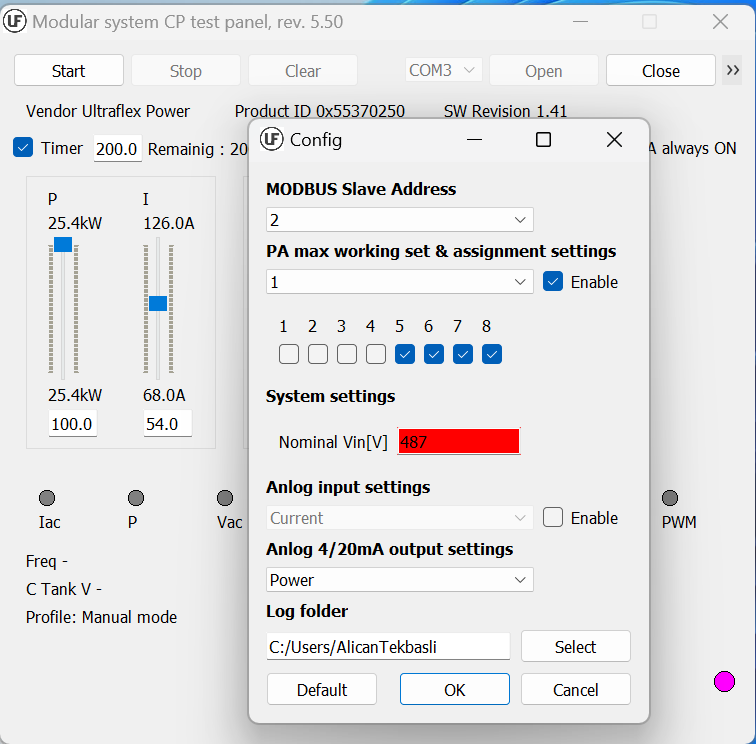 UF Modular system CP test panel, rev. 5.50
Start Stop Clear COM3 Open Close >>
Vendor Ultraflex Power Product ID 0x55370250 SW Revision 1.41
Timer 200.0 Remainig : 20 A always ON
P I
25.4kW 126.0A
25.4kW 68.0A
100.0 54.0
Iac P Vac PWM
Freq -
C Tank V -
Profile: Manual mode
UF Config
MODBUS Slave Address
2
PA max working set & assignment settings
1 Enable
1 2 3 4 5 6 7 8
System settings
Nominal Vin[V] 487
Anlog input settings
Current Enable
Anlog 4/20mA output settings
Power
Log folder
C:/Users/AlicanTekbasli Select
Default OK Cancel